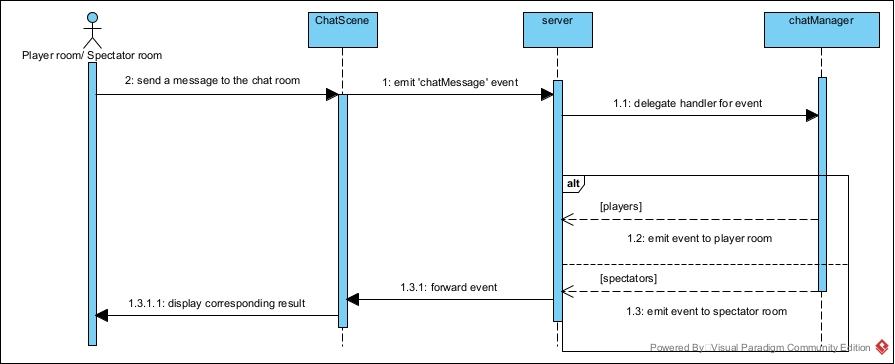 ChatScene
server
chatManager
Player room/ Spectator room
2: send a message to the chat room
1: emit 'chatMessage' event
1.1: delegate handler for event
alt
[players]
1.2: emit event to player room
[spectators]
1.3.1: forward event
1.3.1.1: display corresponding result
1.3: emit event to spectator room
Powered By Visual Paradigm Community Edition